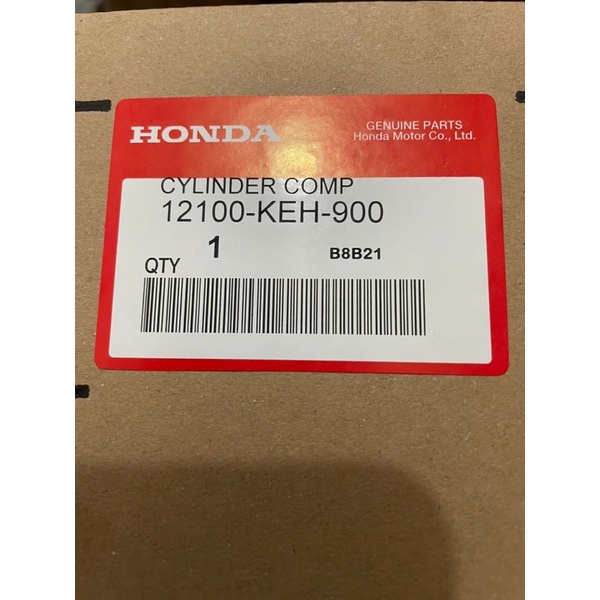 HONDA
GENUINE PARTS
Honda Motor Co., Ltd.
CYLINDER COMP
12100-KEH-900
QTY 1 B8B21